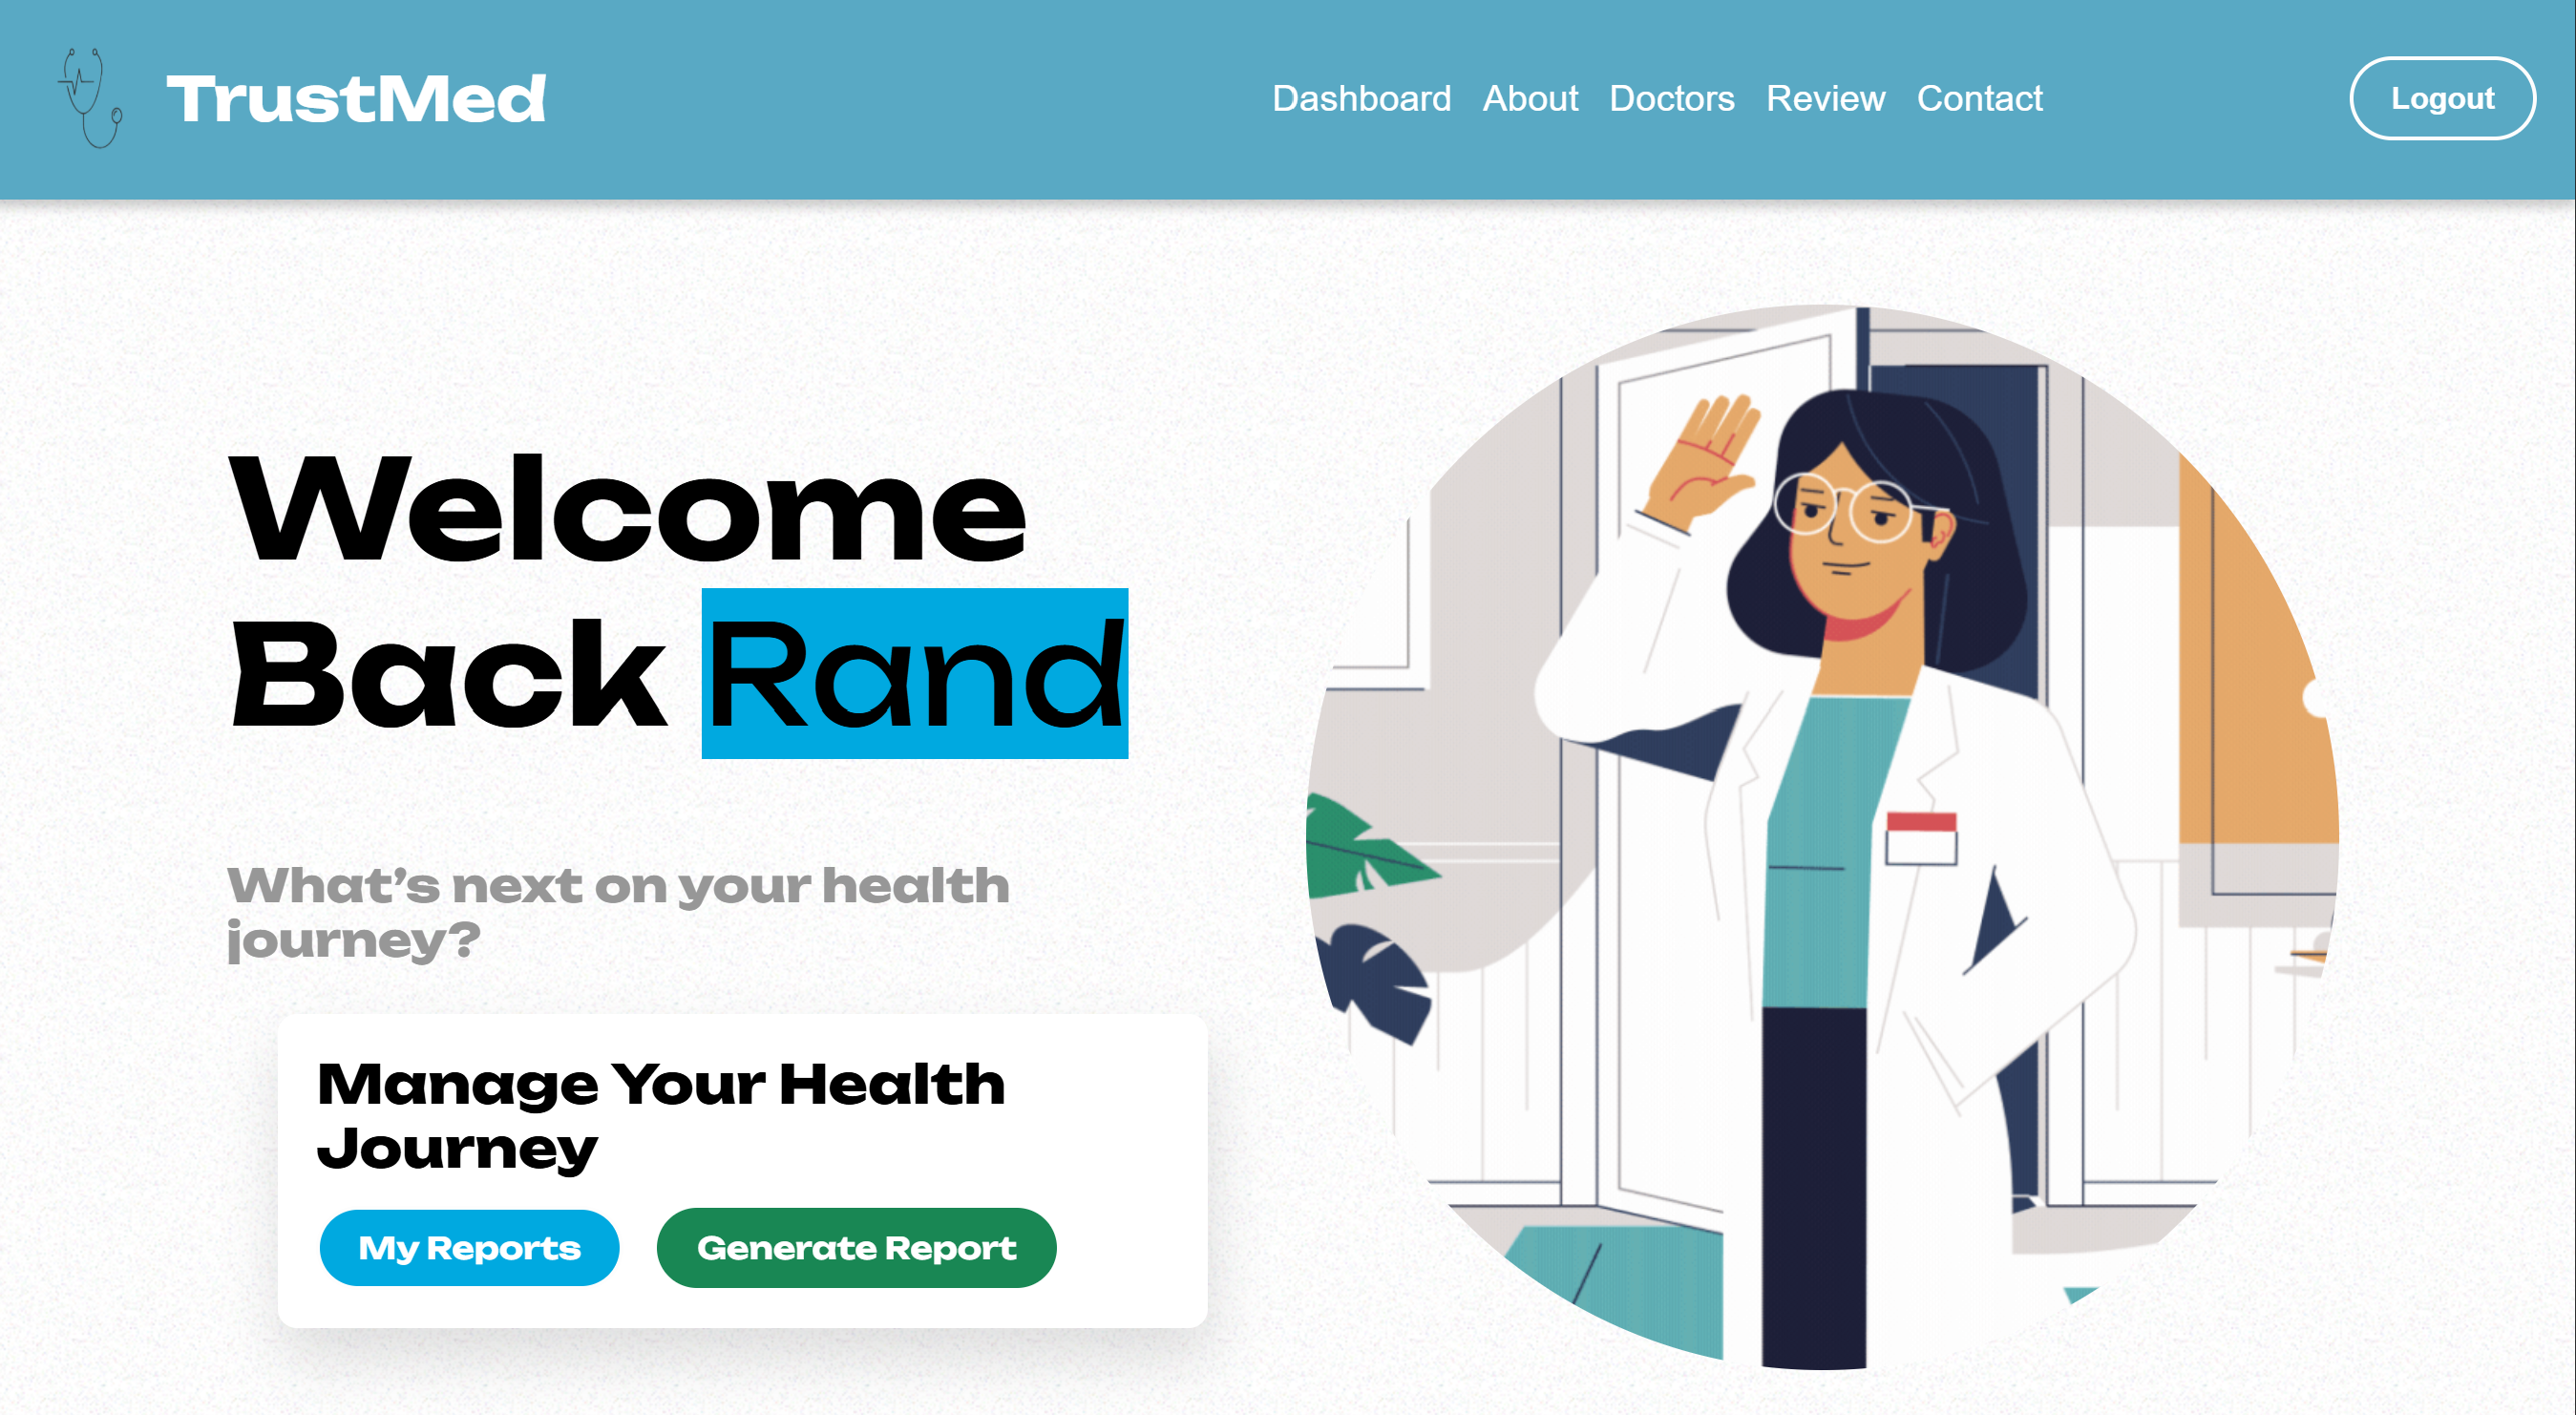 TrustMed
Dashboard About Doctors Review Contact
Logout
Welcome
Back Rand
What’s next on your health
journey?
Manage Your Health
Journey
My Reports
Generate Report